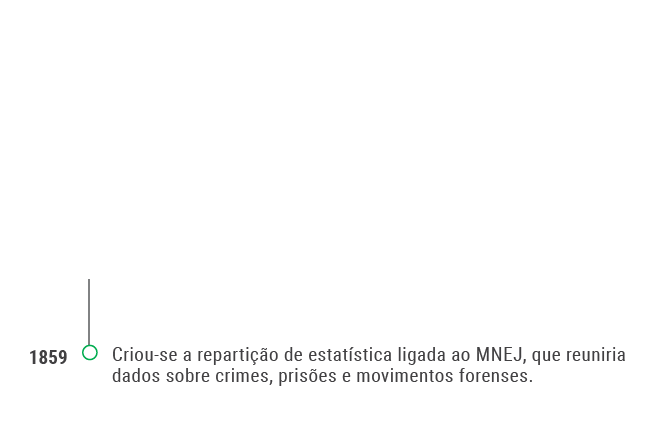 1859 Criou-se a repartição de estatística ligada ao MNEJ, que reuniria
dados sobre crimes, prisões e movimentos forenses.